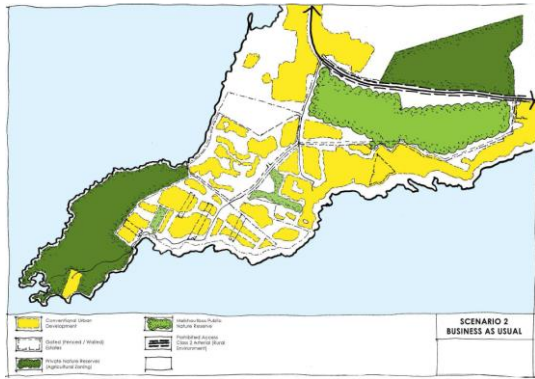 Conventional Urban
Development
Gated (Fenced / Walled)
Estates
Private Nature Reserves
(Agricultural Zoning)
Public
Nature Reserve
Prohibited Access
Class 2 Arterial (Rural
Environment)
SCENARIO 2
BUSINESS AS USUAL